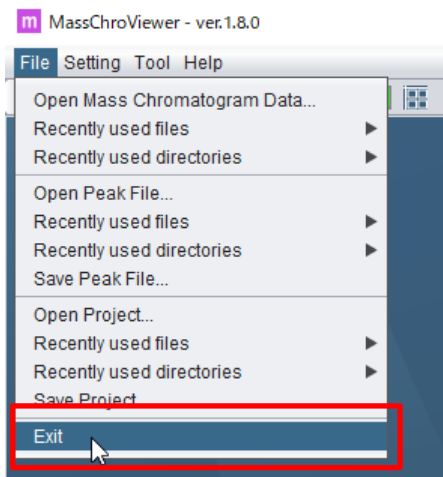 m MassChroViewer - ver.1.8.0
File Setting Tool Help
Open Mass Chromatogram Data...
Recently used files
Recently used directories
Open Peak File...
Recently used files
Recently used directories
Save Peak File...
Open Project...
Recently used files
Recently used directories
Save Project
Exit